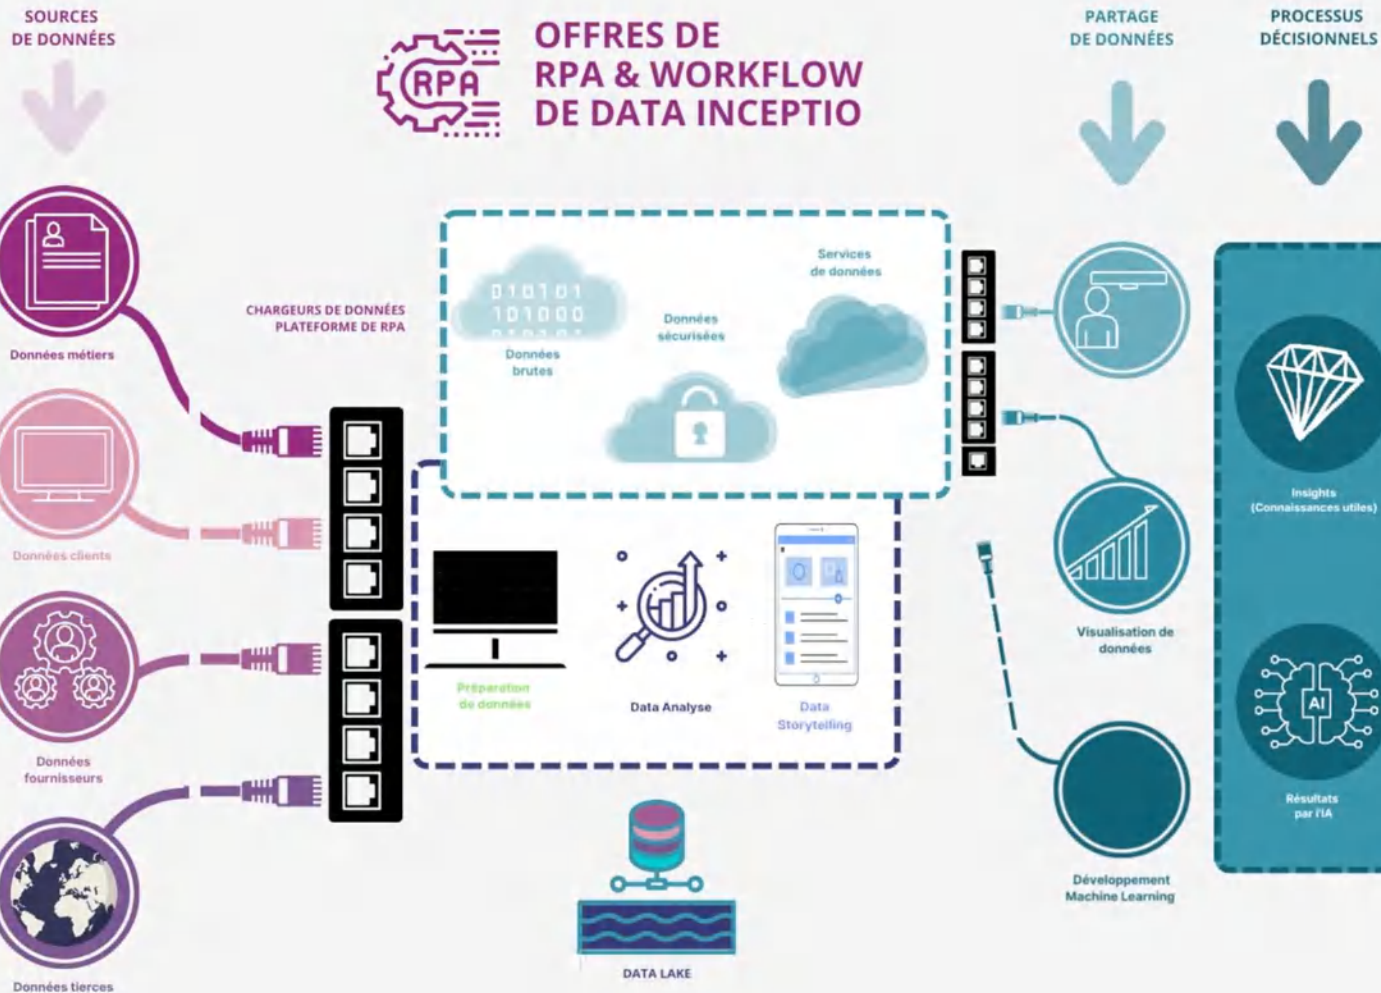 SOURCES
DE DONNÉES
RPA
OFFRES DE
RPA & WORKFLOW
DE DATA INCEPTIO
PARTAGE
DE DONNÉES
PROCESSUS
DÉCISIONNELS
Données métiers
CHARGEURS DE DONNÉES
PLATEFORME DE RPA
010101
101000
010101
Données
brutes
Données
sécurisées
Services
de données
Données clients
Données
fournisseurs
Données tierces
Préparation
de données
Data Analyse
Data
Storytelling
DATA LAKE
Visualisation de
données
Développement
Machine Learning
Insights
(Connaissances utiles)
AI
Résultats
par l'IA